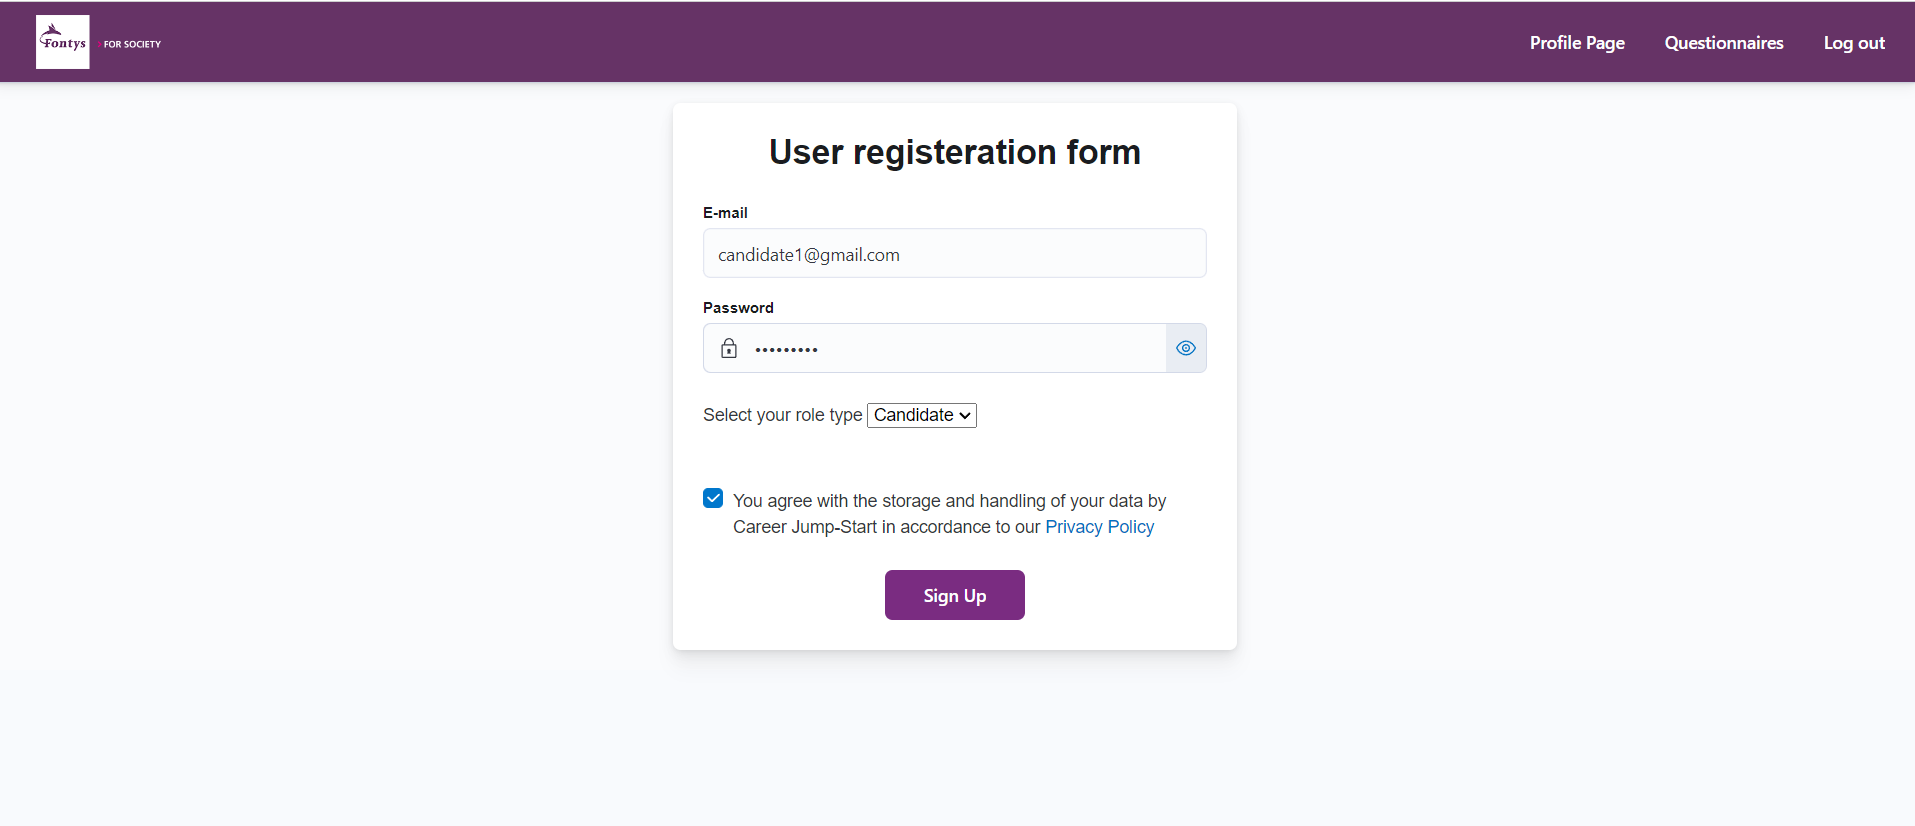 Fontys
FOR SOCIETY
Profile Page
Questionnaires
Log out
User registeration form
E-mail
candidate1@gmail.com
Password
•••••••••
Select your role type Candidate
You agree with the storage and handling of your data by
Career Jump-Start in accordance to our Privacy Policy
Sign Up